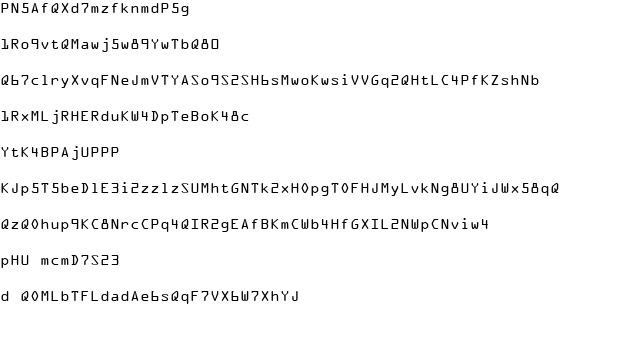 PN5AfQXd7mzfknmdP5g
1Ro9vtQMawj5w89YwTbQ80
Q67c1ryXvqFNeJmVTYASo9S2SH6sMwoKwsiVVGq2QHtLC4PfKZshNb
1RxMLjRHERduKW4DpTeBoK48c
YtK4BPAjUPPP
KJp5T5beD1E3i2zz1zSUMhtGNTk2xH0pgT0FHJMyLvkNg8UYiJWx58qQ
QzQ0hup9KC8NrcCPq4QIR2gEAfBKmCWb4HfGXIL2NWpCNviw4
pHU mcmD7S23
d Q0MLbTFLdadAe6sQqF7VX6W7XhYJ